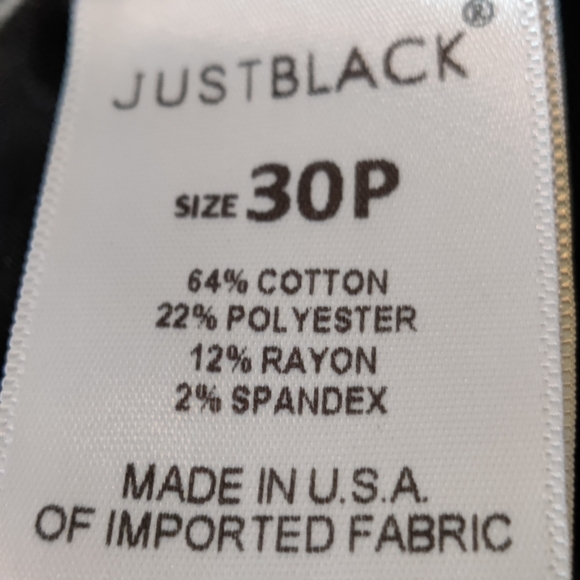 JUSTBLACK®
SIZE 30P
64% COTTON
22% POLYESTER
12% RAYON
2% SPANDEX
MADE IN U.S.A.
OF IMPORTED FABRIC